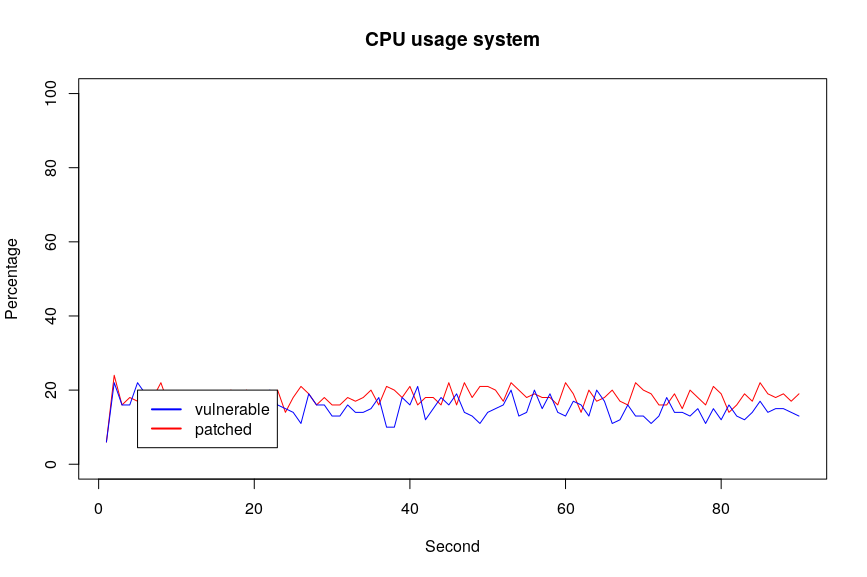 CPU usage system
Percentage
100
80
60
40
20
0
vulnerable
patched
0 20 40 60 80
Second